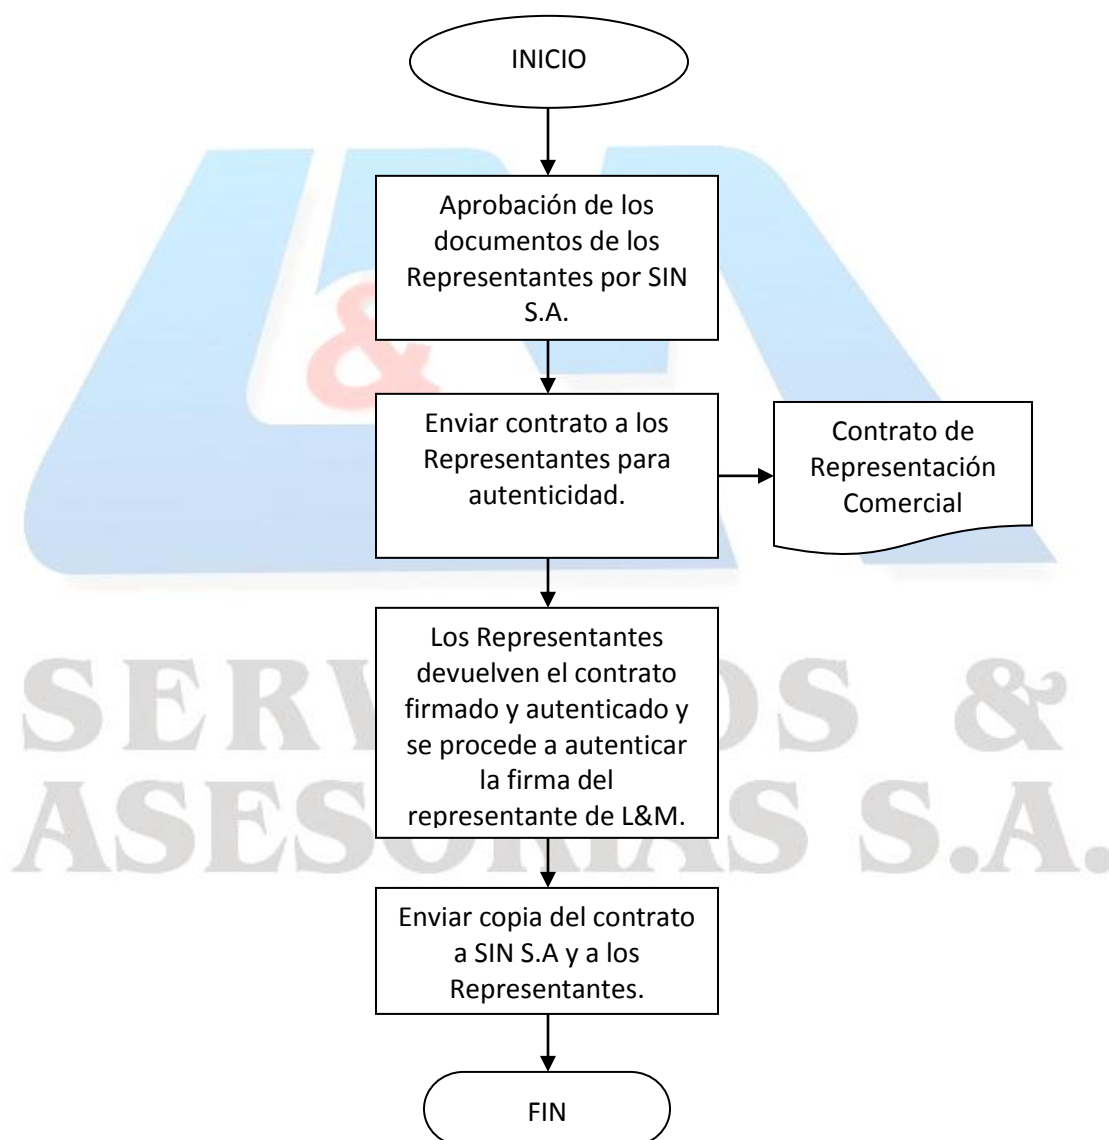 INICIO
Aprobación de los
documentos de los
Representantes por SIN
S.A.
Enviar contrato a los
Representantes para
autenticidad.
Contrato de
Representación
Comercial
Los Representantes
devuelven el contrato
firmado y autenticado y
se procede a autenticar
la firma del
representante de L&M.
Enviar copia del contrato
a SIN S.A y a los
Representantes.
FIN
L&M
SERVICIOS &
ASESORIAS S.A.